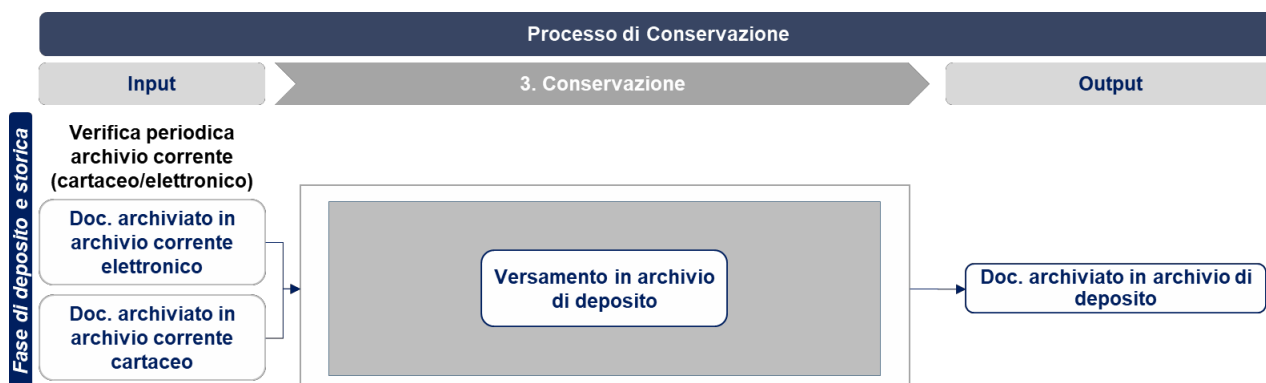 Processo di Conservazione
Input
3. Conservazione
Output
Fase di deposito e storica
Verifica periodica
archivio corrente
(cartaceo/elettronico)
Doc. archiviato in
archivio corrente
elettronico
Doc. archiviato in
archivio corrente
cartaceo
Versamento in archivio
di deposito
Doc. archiviato in archivio di
deposito